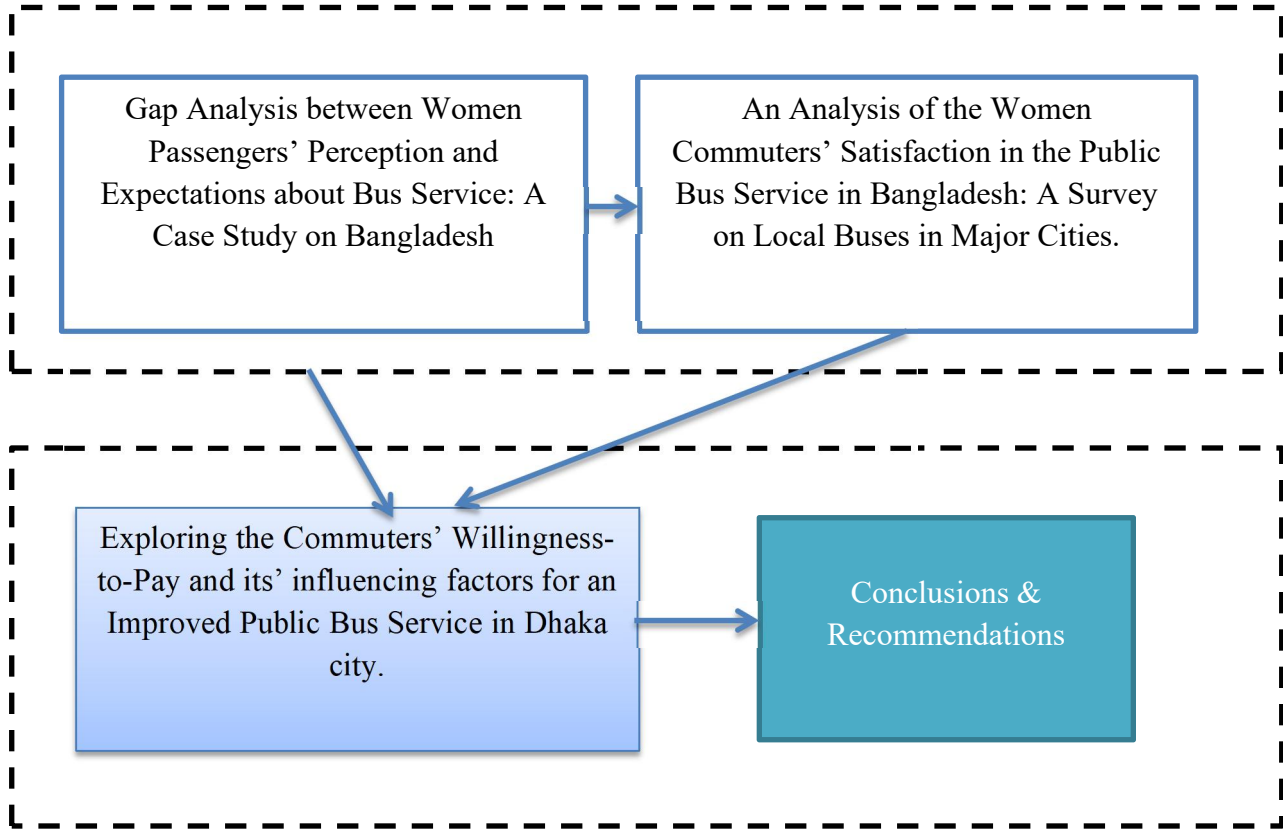 Gap Analysis between Women
Passengers’ Perception and
Expectations about Bus Service: A
Case Study on Bangladesh
An Analysis of the Women
Commuters’ Satisfaction in the Public
Bus Service in Bangladesh: A Survey
on Local Buses in Major Cities.
Exploring the Commuters’ Willingness-
to-Pay and its’ influencing factors for an
Improved Public Bus Service in Dhaka
city.
Conclusions &
Recommendations